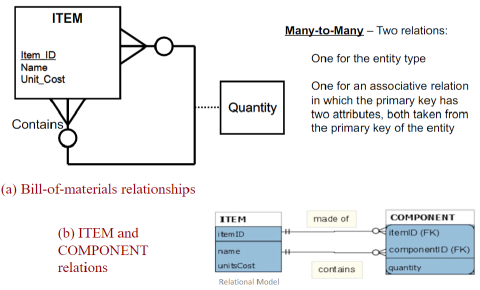 ITEM
Item_ID
Name
Unit_Cost
Contains
Quantity
Many-to-Many – Two relations:
One for the entity type
One for an associative relation
in which the primary key has
two attributes, both taken from
the primary key of the entity
(a) Bill-of-materials relationships
(b) ITEM and
COMPONENT
relations
ITEM
itemID
name
unitsCost
made of
contains
COMPONENT
itemID (FK)
componentID (FK)
quantity
Relational Model